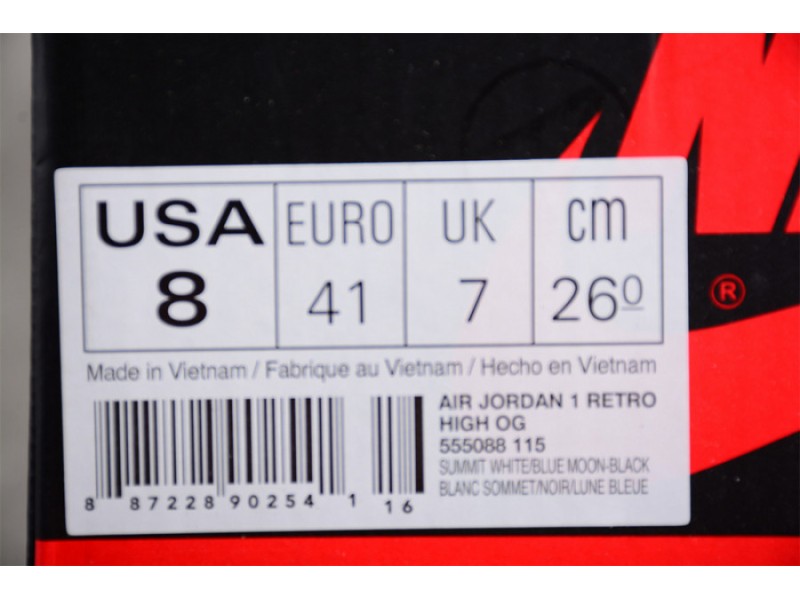 USA EURO UK cm
8 41 7 26 0
Made in Vietnam / Fabrique au Vietnam / Hecho en Vietnam
AIR JORDAN 1 RETRO
HIGH OG
555088 115
SUMMIT WHITE/BLUE MOON-BLACK
BLANC SOMMET/NOIR/LUNE BLEUE
8 87228 90254 1 16
®